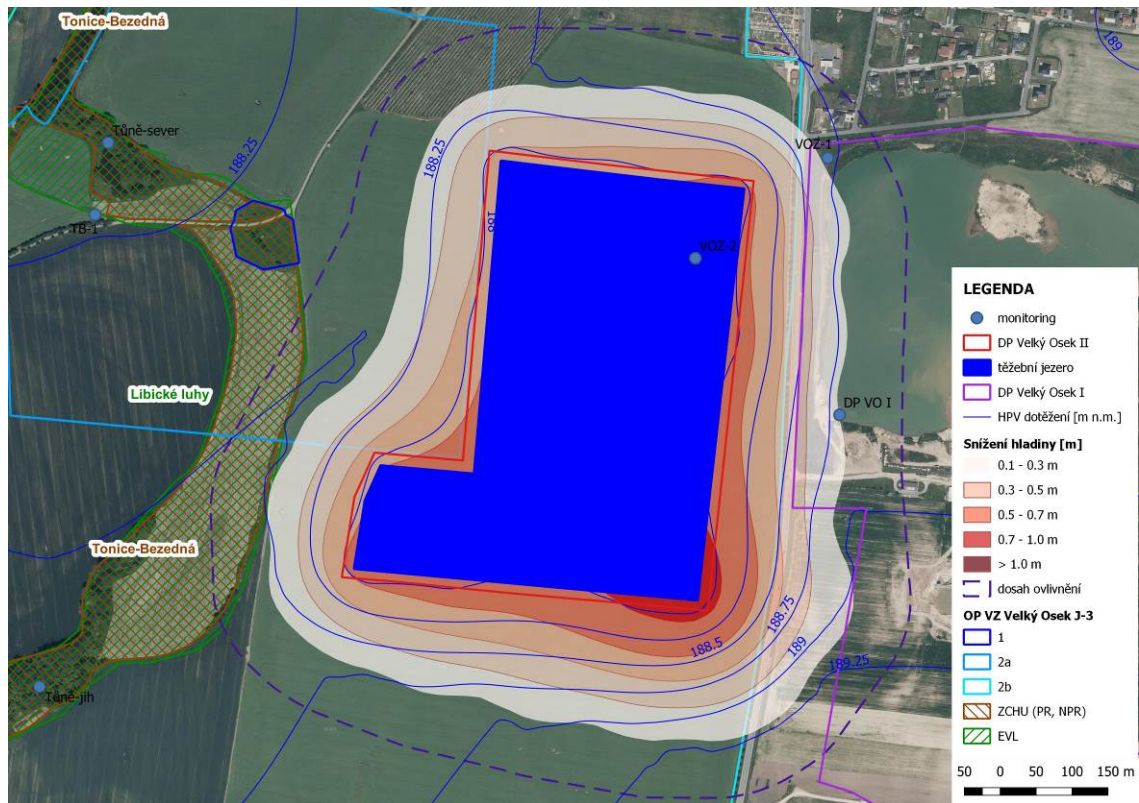 Tonice-Bezedná
Tůně-sever
188.25
TB-1
188.25
188
189
VOZ-1
VOZ-2
Libické luhy
DP VO I
Tonice-Bezedná
Tůně-jih
188.5
188.75
189
189.25
LEGENDA
monitoring
DP Velký Osek II
těžební jezero
DP Velký Osek I
HPV dotěžení [m n.m.]
Snížení hladiny [m]
0.1 - 0.3 m
0.3 - 0.5 m
0.5 - 0.7 m
0.7 - 1.0 m
> 1.0 m
dosah ovlivnění
OP VZ Velký Osek J-3
1
2a
2b
ZCHU (PR, NPR)
EVL
50 0 50 100 150 m